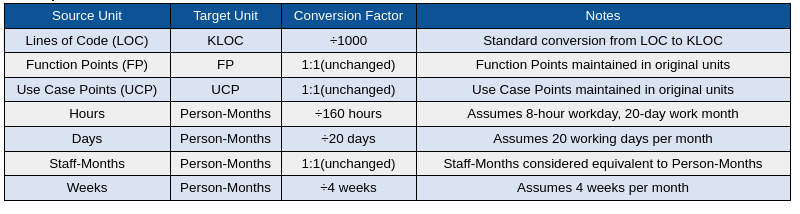 Source Unit Target Unit Conversion Factor Notes
Lines of Code (LOC) KLOC ÷1000 Standard conversion from LOC to KLOC
Function Points (FP) FP 1:1(unchanged) Function Points maintained in original units
Use Case Points (UCP) UCP 1:1(unchanged) Use Case Points maintained in original units
Hours Person-Months ÷160 hours Assumes 8-hour workday, 20-day work month
Days Person-Months ÷20 days Assumes 20 working days per month
Staff-Months Person-Months 1:1(unchanged) Staff-Months considered equivalent to Person-Months
Weeks Person-Months ÷4 weeks Assumes 4 weeks per month